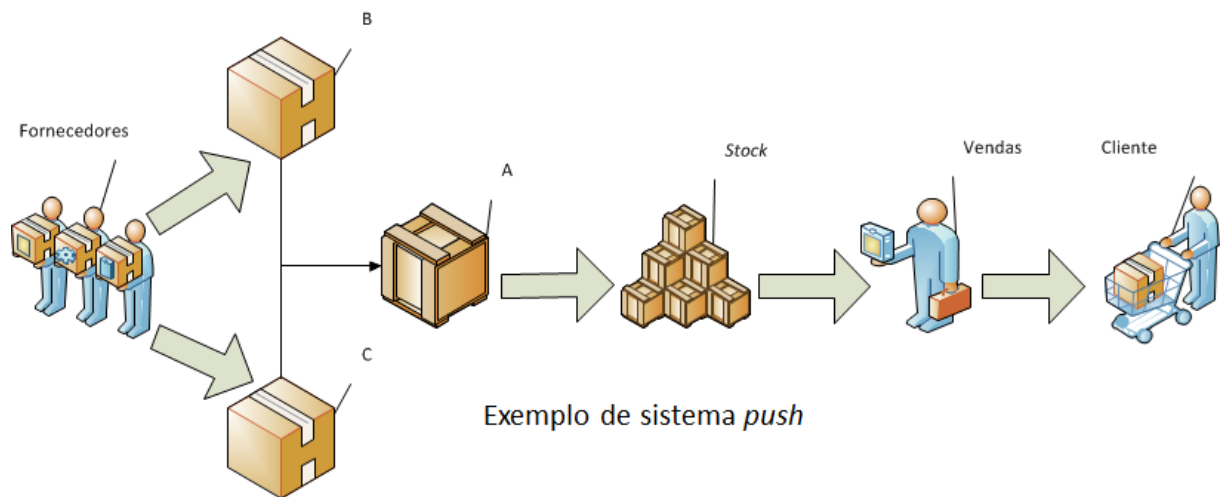 B
Fornecedores
A
Stock
Vendas
Cliente
C
Exemplo de sistema push